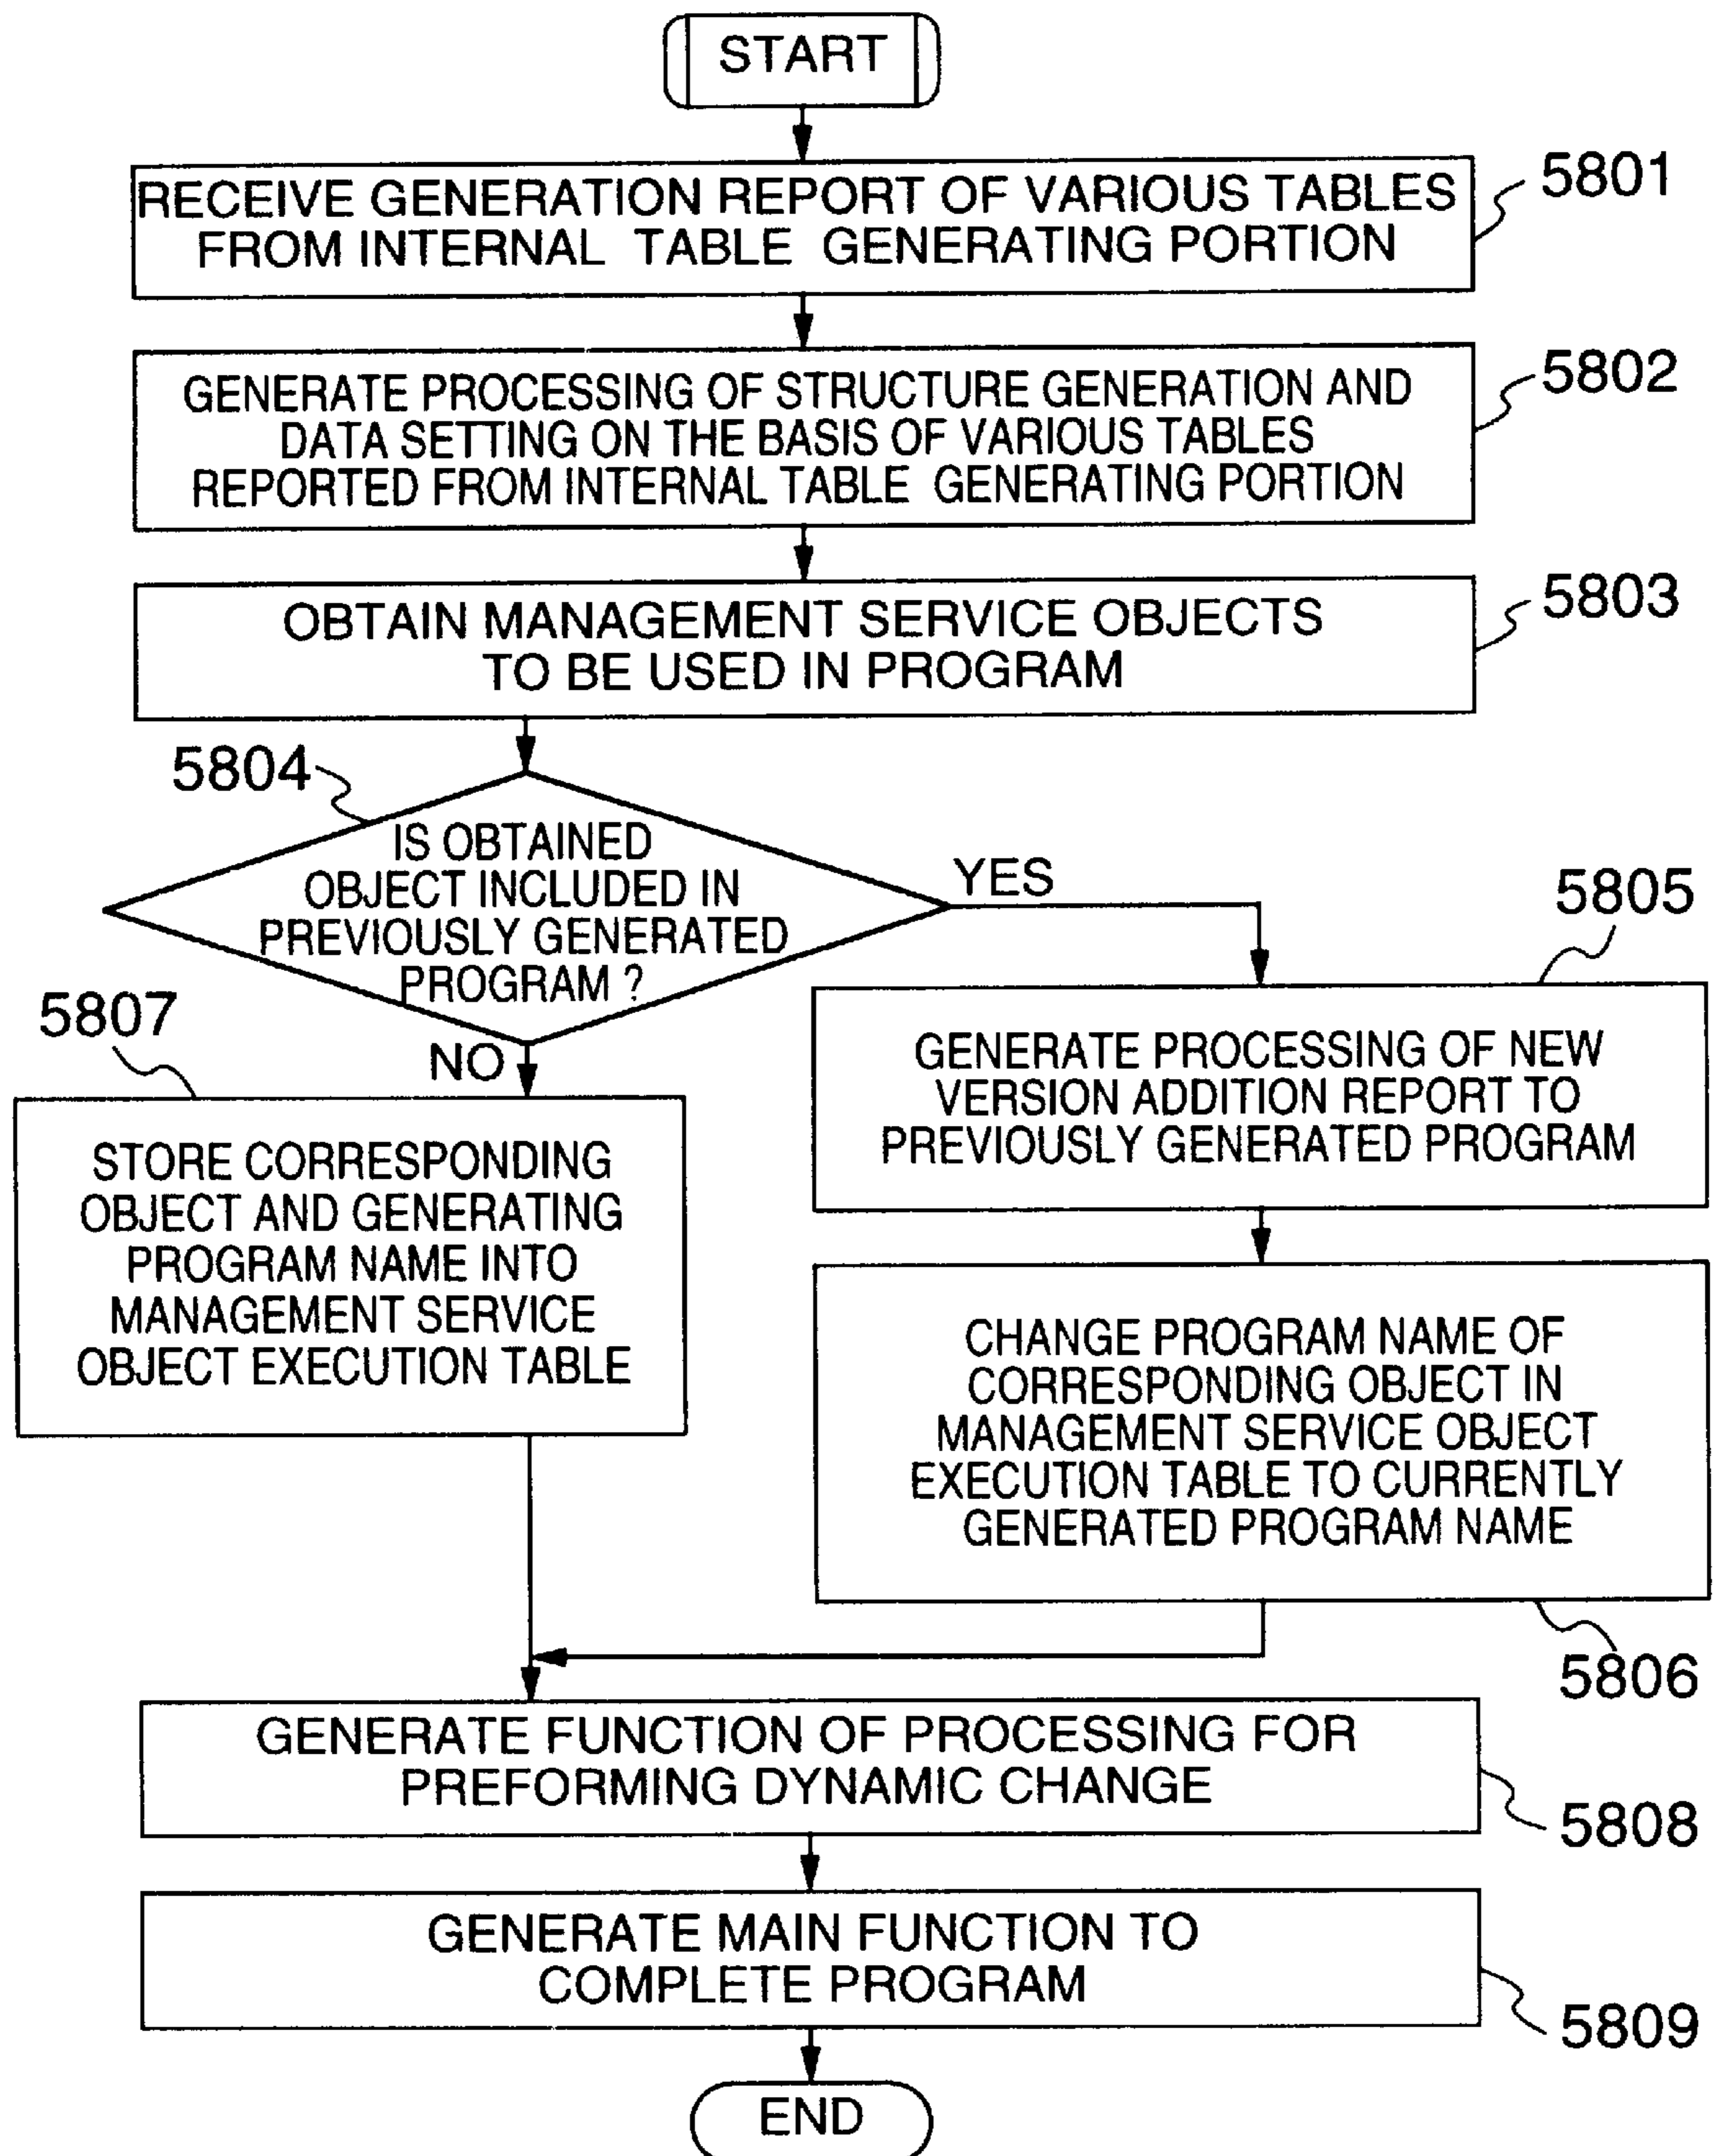 START
RECEIVE GENERATION REPORT OF VARIOUS TABLES
FROM INTERNAL TABLE GENERATING PORTION
5801
GENERATE PROCESSING OF STRUCTURE GENERATION AND
DATA SETTING ON THE BASIS OF VARIOUS TABLES
REPORTED FROM INTERNAL TABLE GENERATING PORTION
5802
OBTAIN MANAGEMENT SERVICE OBJECTS
TO BE USED IN PROGRAM
5803
5804
IS OBTAINED
OBJECT INCLUDED IN
PREVIOUSLY GENERATED
PROGRAM ?
YES
NO
5805
GENERATE PROCESSING OF NEW
VERSION ADDITION REPORT TO
PREVIOUSLY GENERATED PROGRAM
5807
STORE CORRESPONDING
OBJECT AND GENERATING
PROGRAM NAME INTO
MANAGEMENT SERVICE
OBJECT EXECUTION TABLE
CHANGE PROGRAM NAME OF
CORRESPONDING OBJECT IN
MANAGEMENT SERVICE OBJECT
EXECUTION TABLE TO CURRENTLY
GENERATED PROGRAM NAME
5806
GENERATE FUNCTION OF PROCESSING FOR
PREFORMING DYNAMIC CHANGE
5808
GENERATE MAIN FUNCTION TO
COMPLETE PROGRAM
5809
END